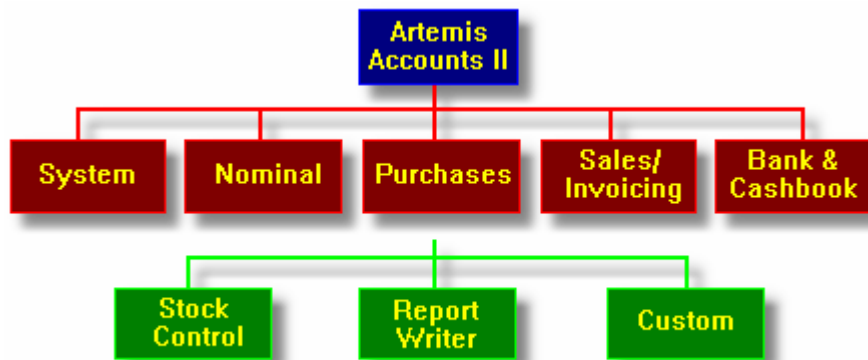 Artemis
Accounts II
System
Nominal
Purchases
Sales/
Invoicing
Bank &
Cashbook
Stock
Control
Report
Writer
Custom